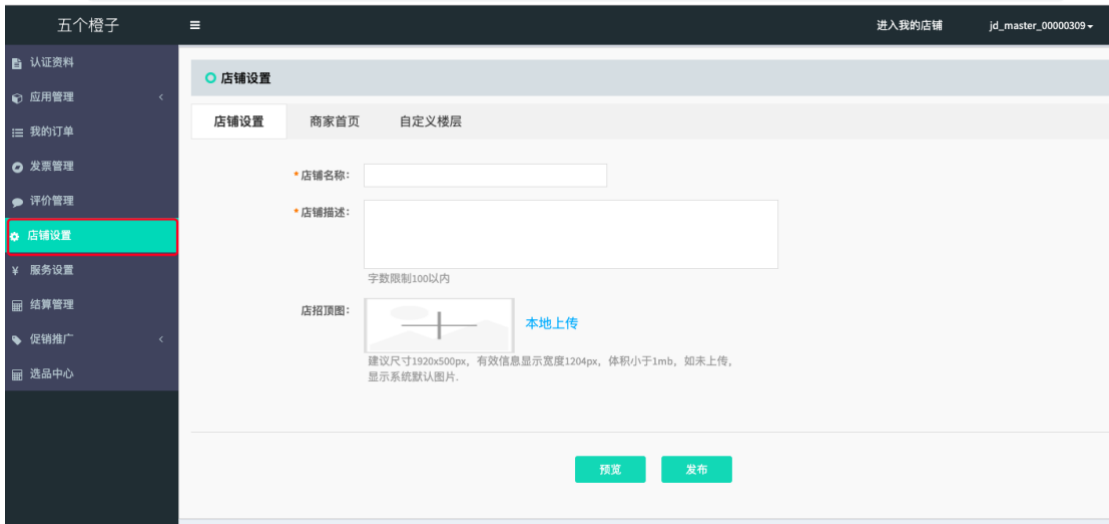 五个橙子
进入我的店铺 jd_master_00000309
认证资料
应用管理
我的订单
发票管理
评价管理
店铺设置
服务设置
结算管理
促销推广
选品中心
店铺设置
店铺设置 商家首页 自定义楼层
*店铺名称:
*店铺描述:
字数限制100以内
店招顶图:
本地上传
建议尺寸1920x500px, 有效信息显示宽度1204px, 体积小于1mb, 如未上传,
显示系统默认图片.
预览 发布